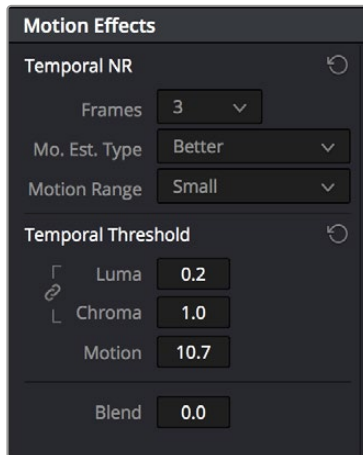 Motion Effects
Temporal NR
Frames 3
Mo. Est. Type Better
Motion Range Small
Temporal Threshold
Luma 0.2
Chroma 1.0
Motion 10.7
Blend 0.0